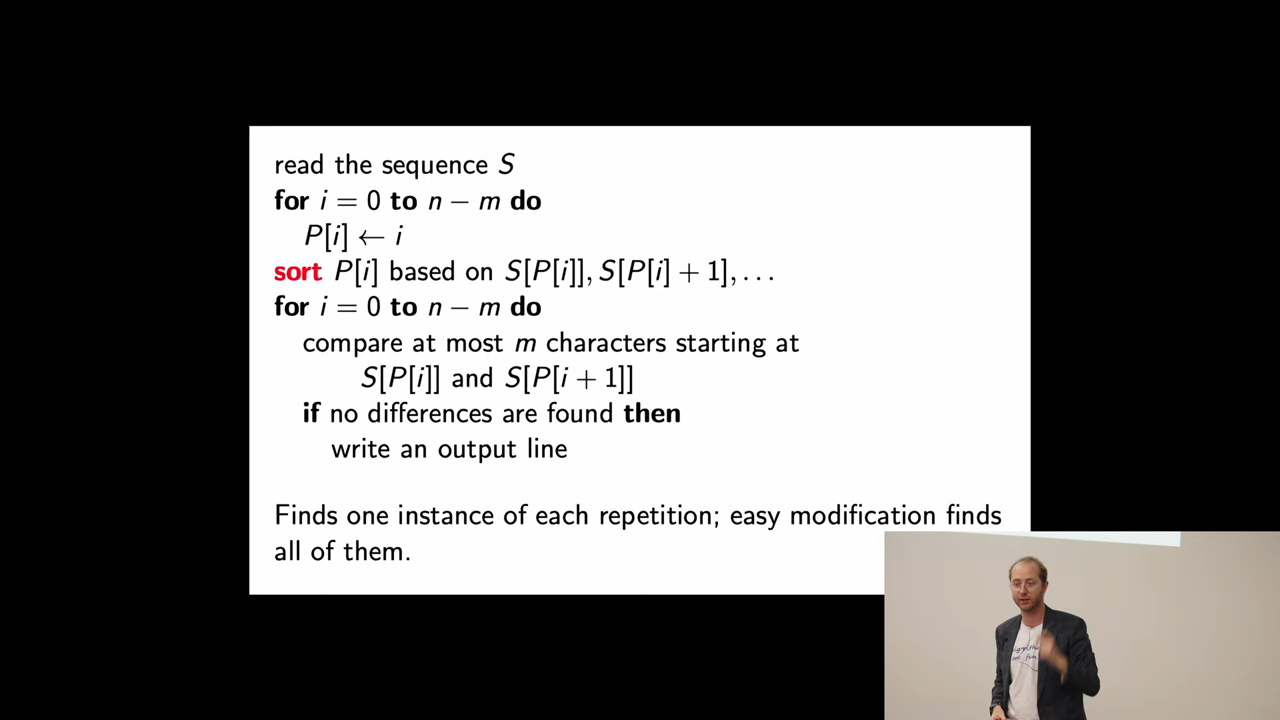 read the sequence S
for i = 0 to n − m do
P[i] ← i
sort P[i] based on S[P[i]], S[P[i] + 1], . . .
for i = 0 to n − m do
compare at most m characters starting at
S[P[i]] and S[P[i + 1]]
if no differences are found then
write an output line
Finds one instance of each repetition; easy modification finds
all of them.